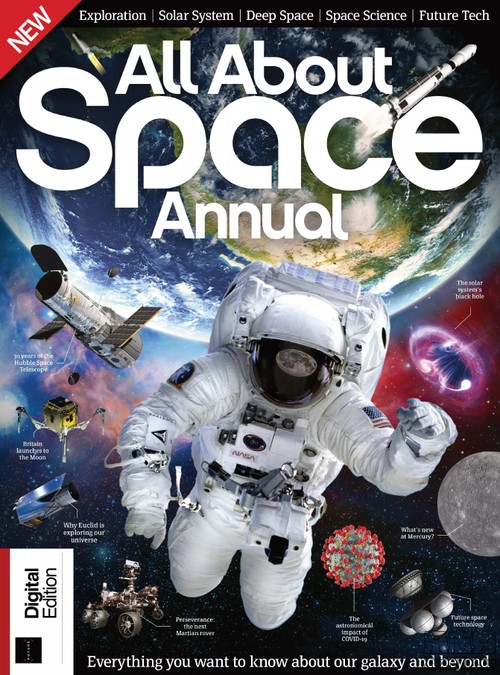 NEW
Exploration | Solar System | Deep Space | Space Science | Future Tech
All About
Space
Annual
The solar
system's
black hole
30 years of the
Hubble Space
Telescope
Britain
launches to
the Moon
NASA
Why Euclid is
exploring our
universe
What's new
at Mercury?
Digital
Edition
FUTURE
Perseverance:
the next
Martian rover
The
astronomical
impact of
COVID-19
Future space
technology
Everything you want to know about our galaxy and beyond